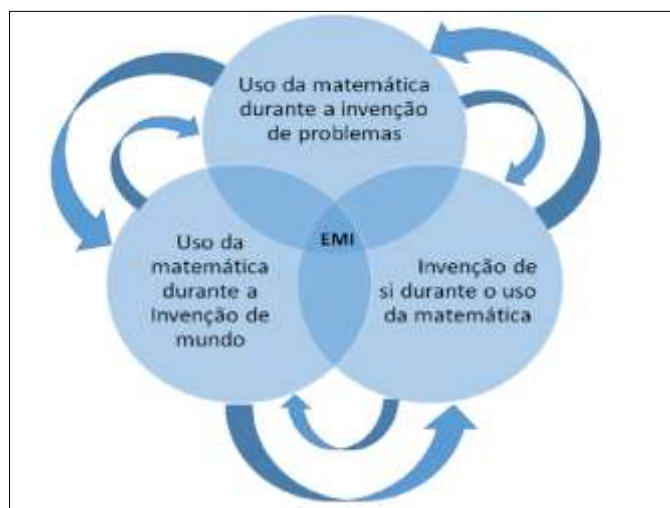 Uso da matemática
durante a invenção
de problemas
EMI
Uso da
matemática
durante a
Invenção de
mundo
Invenção de
si durante o uso
da matemática